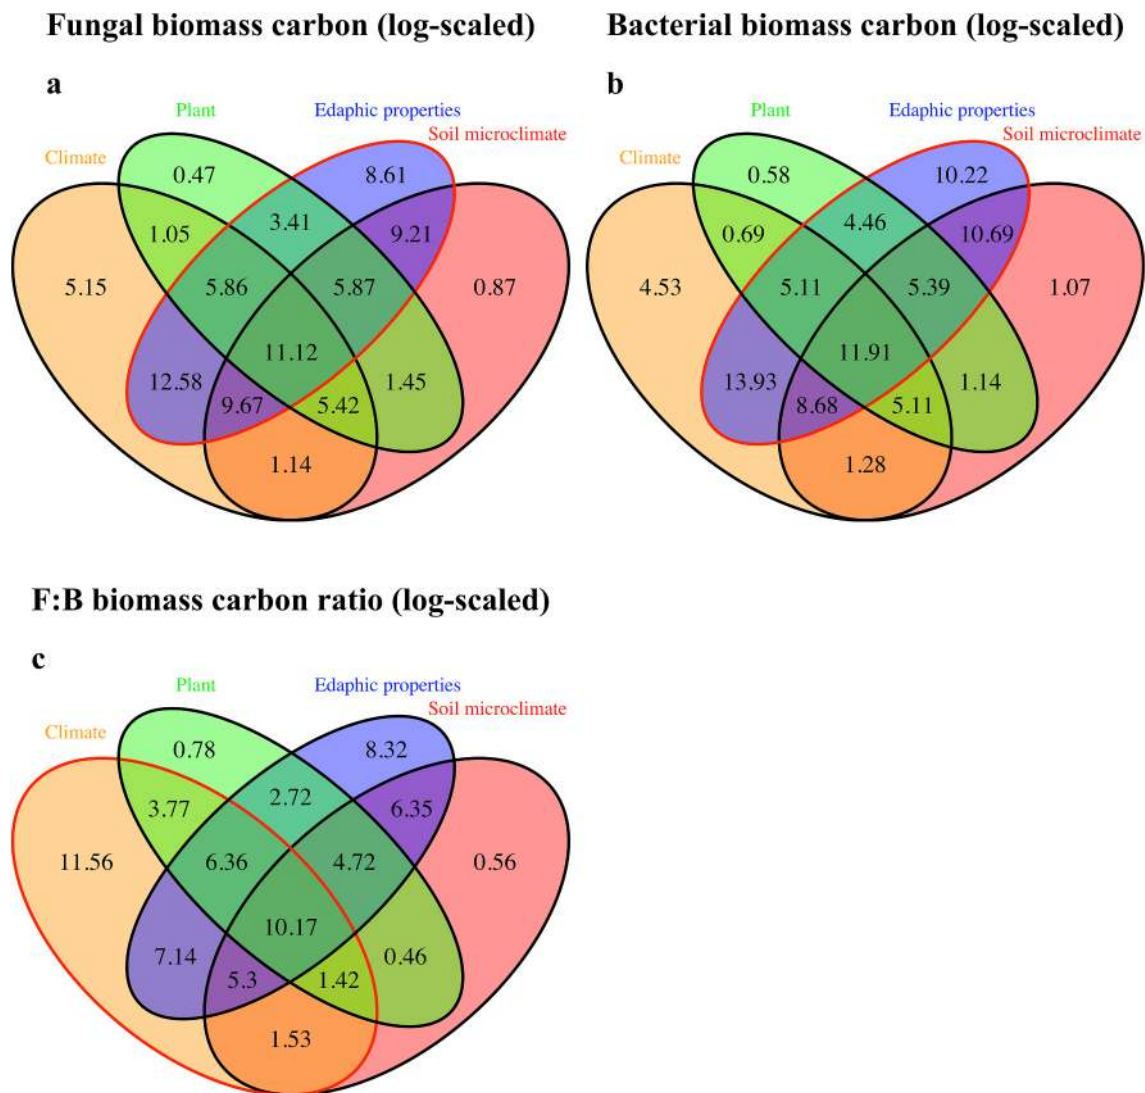 Fungal biomass carbon (log-scaled)
Bacterial biomass carbon (log-scaled)
a
Plant
Edaphic properties
Soil microclimate
Climate
0.47
8.61
1.05
3.41
9.21
5.15
5.86
5.87
0.87
11.12
12.58
9.67
5.42
1.45
1.14
b
Plant
Edaphic properties
Soil microclimate
Climate
0.58
10.22
0.69
4.46
10.69
4.53
5.11
5.39
1.07
11.91
13.93
8.68
5.11
1.14
1.28
F:B biomass carbon ratio (log-scaled)
c
Plant
Edaphic properties
Soil microclimate
Climate
0.78
8.32
3.77
2.72
6.35
11.56
6.36
4.72
0.56
10.17
7.14
5.3
1.42
0.46
1.53